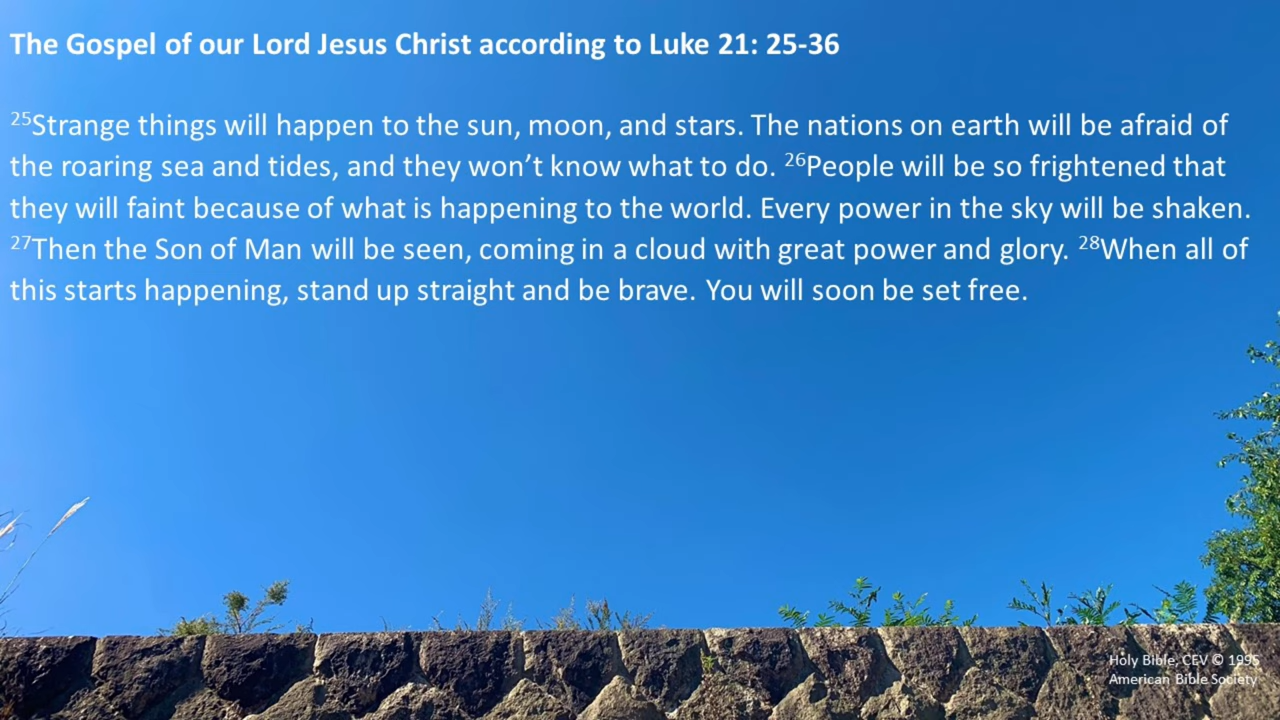 The Gospel of our Lord Jesus Christ according to Luke 21: 25-36
25Strange things will happen to the sun, moon, and stars. The nations on earth will be afraid of
the roaring sea and tides, and they won’t know what to do. 26People will be so frightened that
they will faint because of what is happening to the world. Every power in the sky will be shaken.
27Then the Son of Man will be seen, coming in a cloud with great power and glory. 28When all of
this starts happening, stand up straight and be brave. You will soon be set free.
Holy Bible, CEV © 1995
American Bible Society